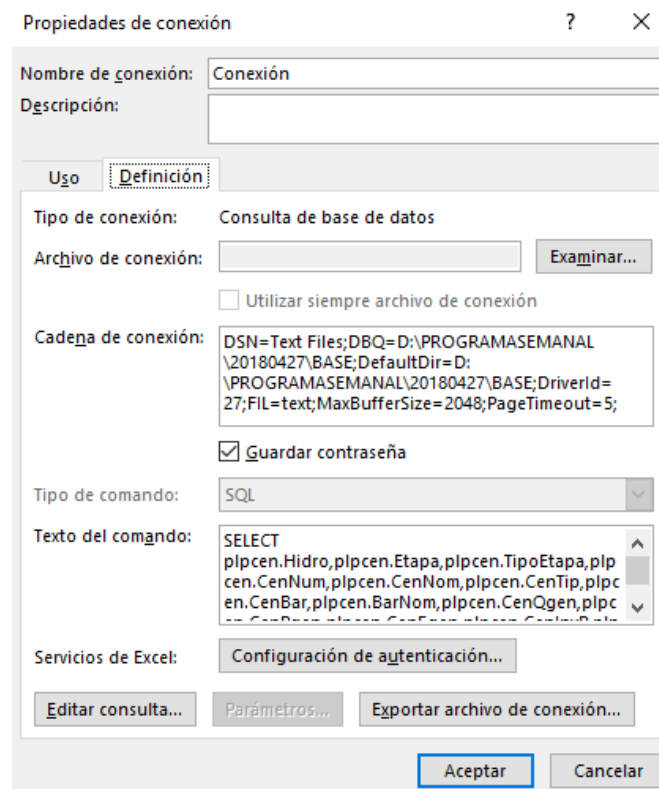 Propiedades de conexión ? ×
Nombre de conexión: Conexión
Descripción:
Uso Definición
Tipo de conexión: Consulta de base de datos
Archivo de conexión: Examinar...
Utilizar siempre archivo de conexión
Cadena de conexión: DSN=Text Files;DBQ=D:\PROGRAMASEMANAL
\20180427\BASE;DefaultDir=D:
\PROGRAMASEMANAL\20180427\BASE;DriverId=
27;FIL=text;MaxBufferSize=2048;PageTimeout=5;
Guardar contraseña
Tipo de comando: SQL
Texto del comando: SELECT
plpcen.Hidro,plpcen.Etapa,plpcen.TipoEtapa,plp
cen.CenNum,plpcen.CenNom,plpcen.CenTip,plpc
en.CenBar,plpcen.BarNom,plpcen.CenQgen,plpc
Servicios de Excel: Configuración de autenticación...
Editar consulta... Parámetros... Exportar archivo de conexión...
Aceptar Cancelar